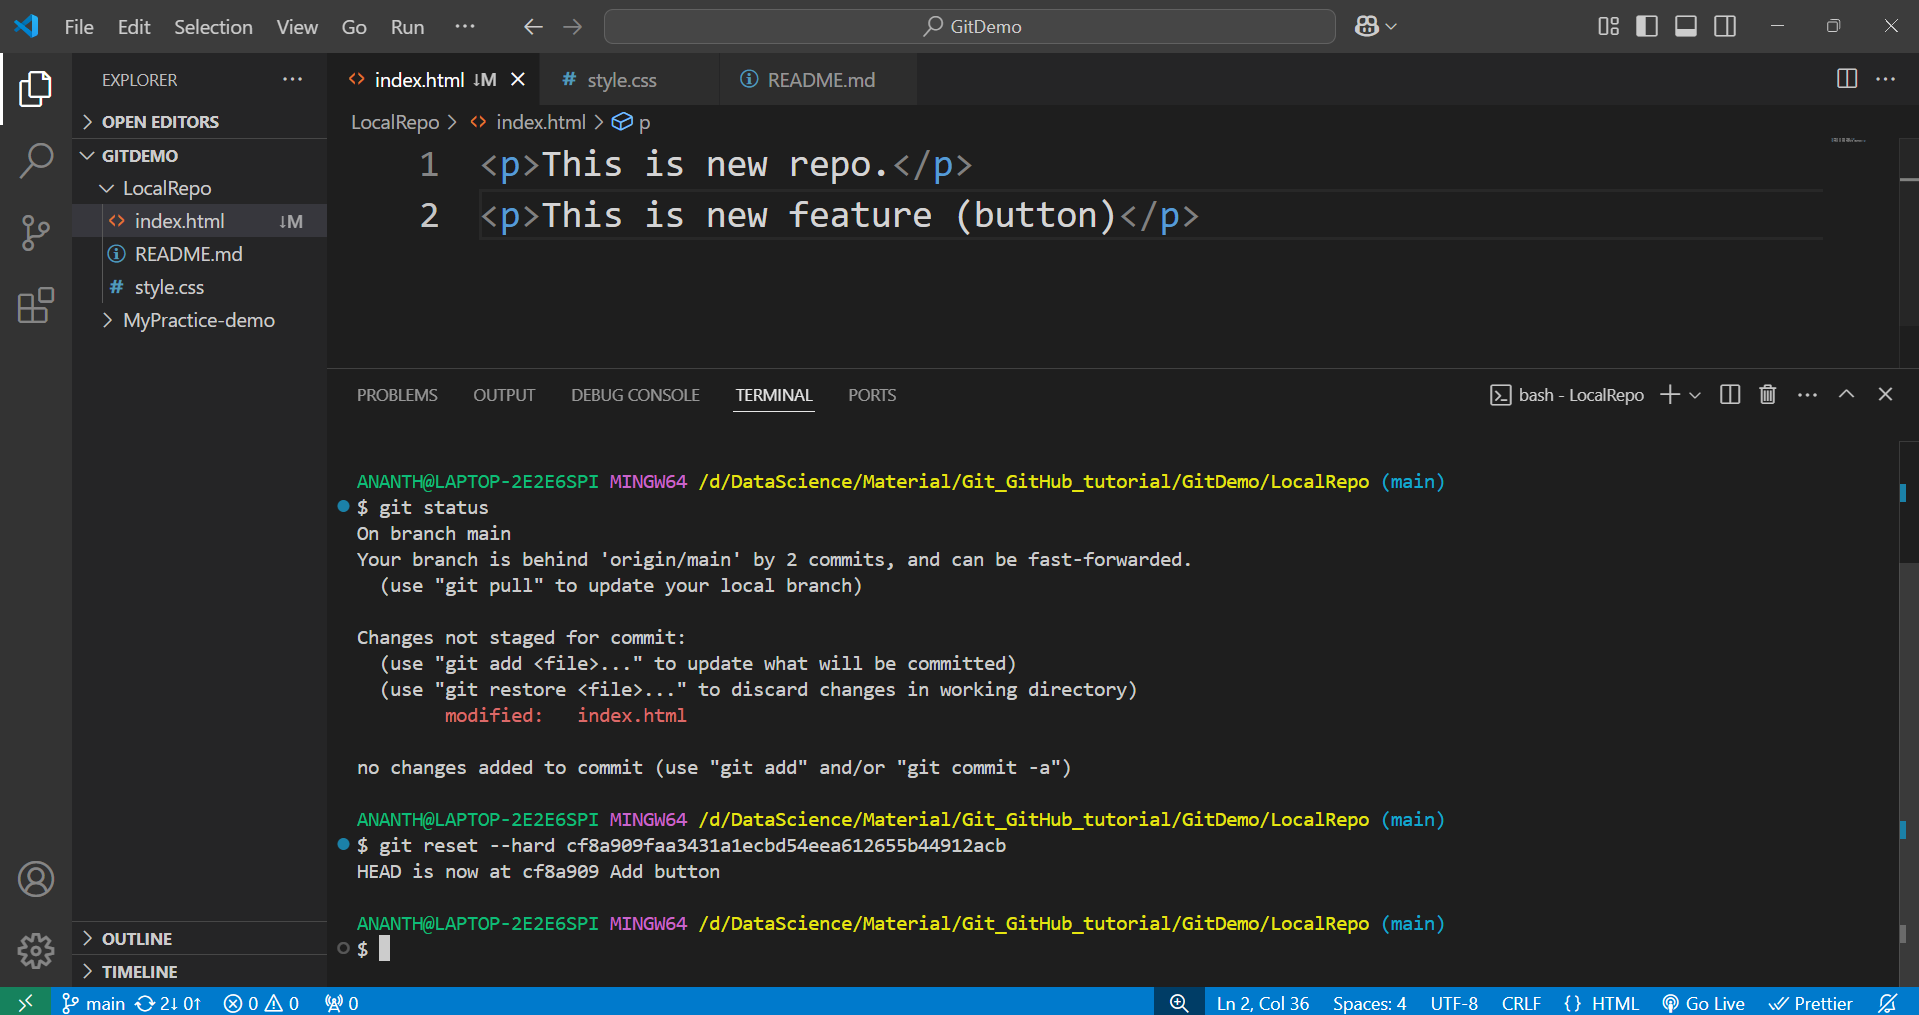 File Edit Selection View Go Run ··· GitDemo
EXPLORER ···
OPEN EDITORS
GITDEMO
LocalRepo
index.html ↓M
README.md
style.css
MyPractice-demo
OUTLINE
TIMELINE
index.html ↓M style.css README.md
LocalRepo > index.html > p
1 <p>This is new repo.</p>
2 <p>This is new feature (button)</p>
PROBLEMS OUTPUT DEBUG CONSOLE TERMINAL PORTS bash - LocalRepo
ANANTH@LAPTOP-2E2E6SPI MINGW64 /d/DataScience/Material/Git_GitHub_tutorial/GitDemo/LocalRepo (main)
$ git status
On branch main
Your branch is behind 'origin/main' by 2 commits, and can be fast-forwarded.
(use "git pull" to update your local branch)
Changes not staged for commit:
(use "git add <file>..." to update what will be committed)
(use "git restore <file>..." to discard changes in working directory)
modified: index.html
no changes added to commit (use "git add" and/or "git commit -a")
ANANTH@LAPTOP-2E2E6SPI MINGW64 /d/DataScience/Material/Git_GitHub_tutorial/GitDemo/LocalRepo (main)
$ git reset --hard cf8a909faa3431a1ecbd54eea612655b44912acb
HEAD is now at cf8a909 Add button
ANANTH@LAPTOP-2E2E6SPI MINGW64 /d/DataScience/Material/Git_GitHub_tutorial/GitDemo/LocalRepo (main)
$
main 2↓ 0↑ 0 0 0 Ln 2, Col 36 Spaces: 4 UTF-8 CRLF {} HTML Go Live Prettier